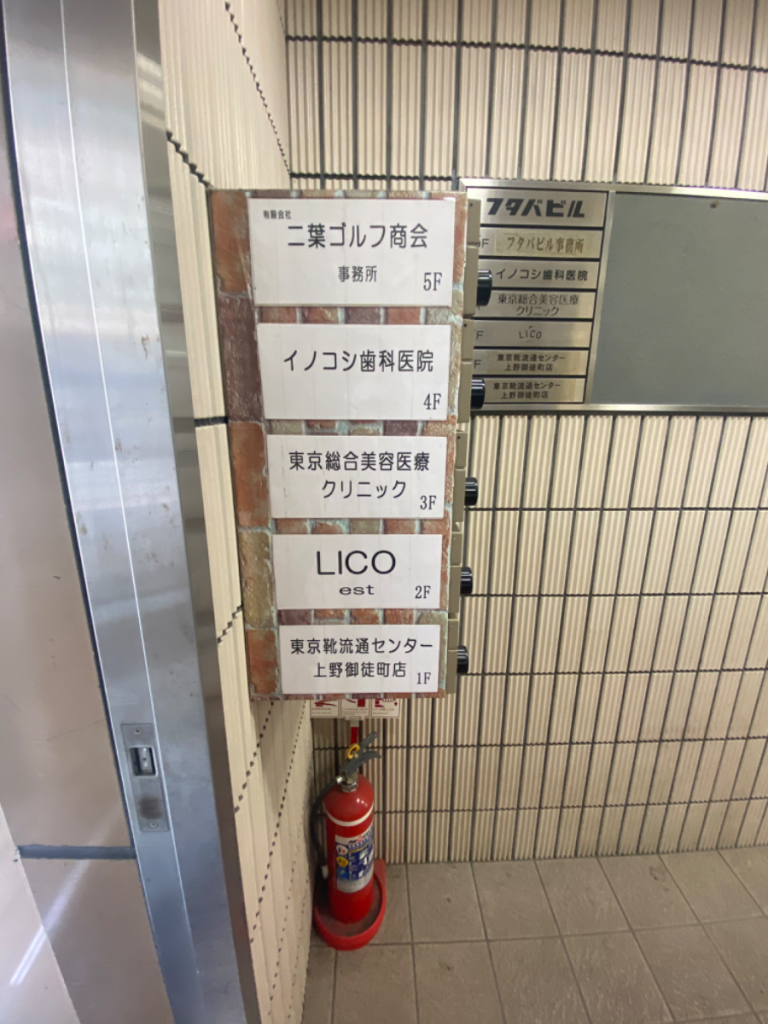 有限会社
二葉ゴルフ商会
事務所
5F
イノコシ歯科医院
4F
東京総合美容医療
クリニック
3F
LICO
est
2F
東京靴流通センター
上野御徒町店
1F
フタバビル
F
フタバビル事務所
イノコシ歯科医院
東京総合美容医療
クリニック
F
LICO
F
東京靴流通センター
上野御徒町店
東京靴流通センター
上野御徒町店